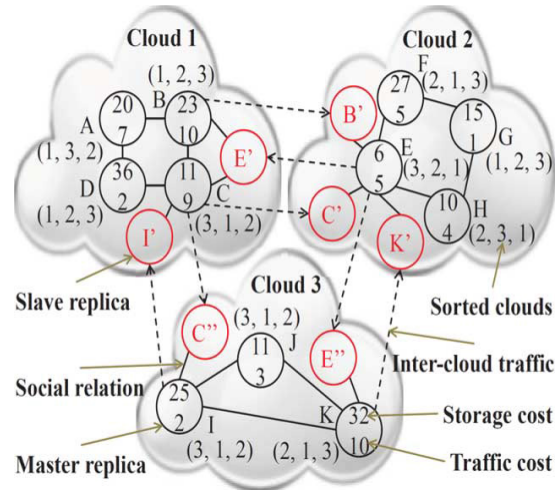 Cloud 1
Cloud 2
(1, 2, 3)
F
27
5
(2, 1, 3)
20
7
B
23
10
B'
15
1
A
E'
E
6
5
(3, 2, 1)
G
(1, 3, 2)
(1, 2, 3)
D
36
2
11
9
C
C'
10
4
H
(1, 2, 3)
I'
(3, 1, 2)
K'
(2, 3, 1)
Slave replica
Cloud 3
Sorted clouds
(3, 1, 2)
C''
11
3
J
E''
Inter-cloud traffic
Social relation
25
2
I
K
32
10
Storage cost
Master replica
(3, 1, 2)
(2, 1, 3)
Traffic cost